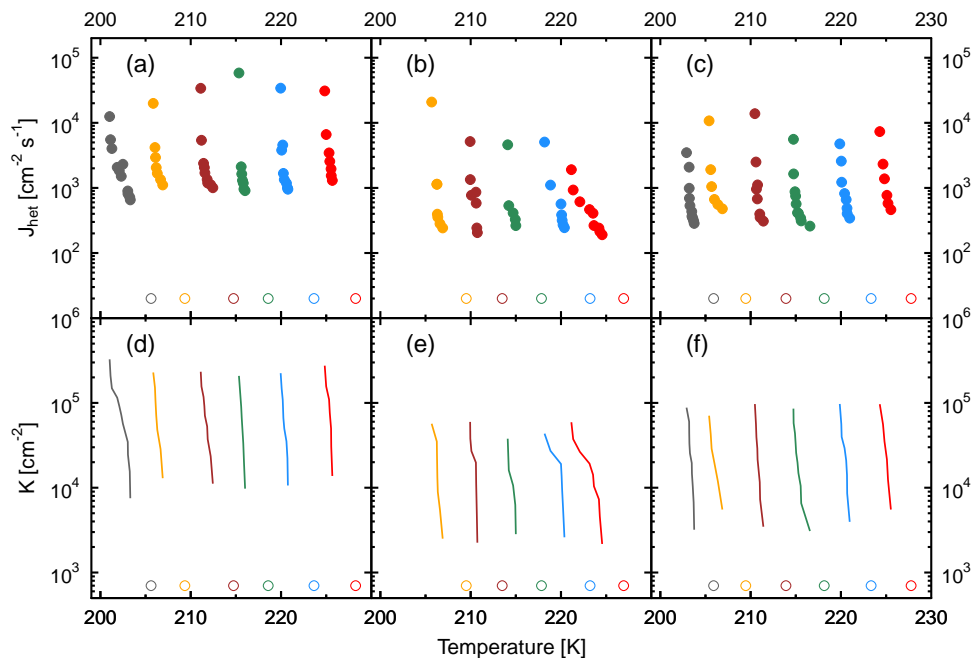 200 210 220 200 210 220 200 210 220 230
(a) (b) (c)
10^5 10^5
10^4 10^4
J_het [cm^-2 s^-1]
10^3 10^3
10^2 10^2
10^6 10^6
(d) (e) (f)
10^5 10^5
K [cm^-2]
10^4 10^4
10^3 10^3
200 210 220 200 210 220 200 210 220 230
Temperature [K]